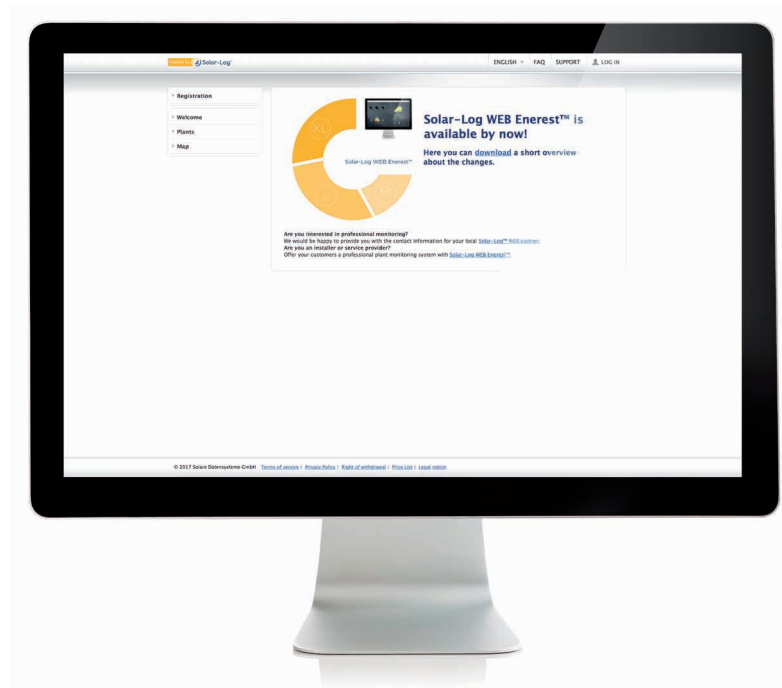 Solar-Log™
ENGLISH FAQ SUPPORT LOG IN
Registration
Welcome
Plants
Map
XL
L
M
Solar-Log WEB Enerest™
Solar-Log WEB Enerest™ is
available by now!
Here you can download a short overview
about the changes.
Are you interested in professional monitoring?
We would be happy to provide you with the contact information for your local Solar-Log™ WEB partner.
Are you an installer or service provider?
Offer your customers a professional plant monitoring system with Solar-Log WEB Enerest™.
© 2017 Solare Datensysteme GmbH Terms of service | Privacy Policy | Right of withdrawal | Price List | Legal notice